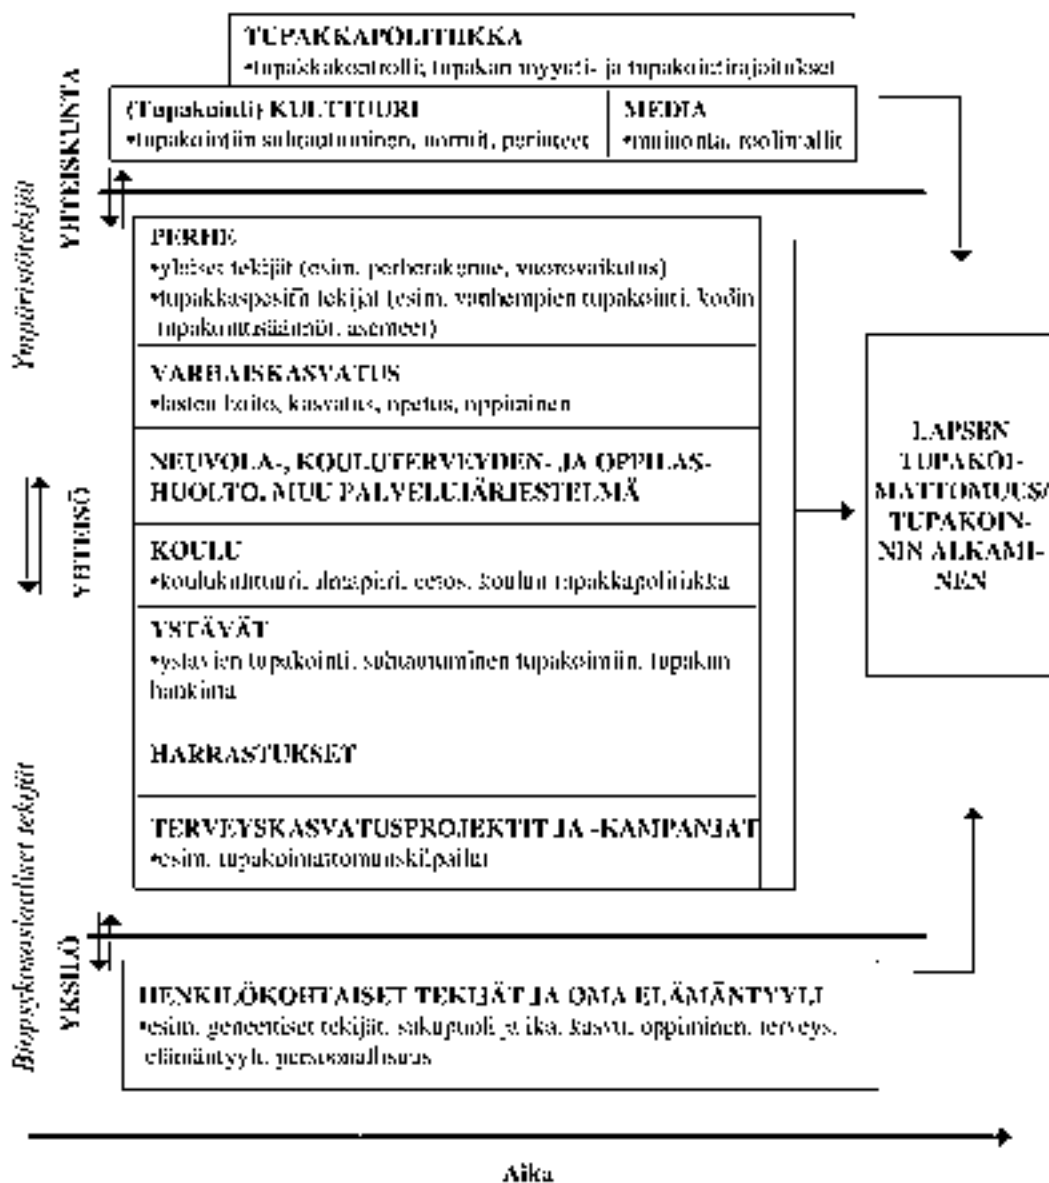 TUPAKKAPOLITIIKKA
•tupakkakontrolli, tupakan myynti- ja tupakointirajoitukset
(Tupakointi) KULTTUURI
•tupakointiin suhtautuminen, normit, perinteet
MEDIA
•mainonta, roolimallit
Ympäristötekijät
YHTEISKUNTA
PERHE
•yleiset tekijät (esim. perherakenne, vuorovaikutus)
•tupakkaspesifit tekijät (esim. vanhempien tupakointi, kodin
tupakointisäännöt, asenteet)
VARHAISKASVATUS
•lasten hoito, kasvatus, opetus, oppiminen
NEUVOLA-, KOULUTERVEYDEN- JA OPPILAS-
HUOLTO, MUU PALVELUJÄRJESTELMÄ
YHTEISÖ
KOULU
•koulukulttuuri, ilmapiiri, eetos, koulun tupakkapolitiikka
YSTÄVÄT
•ystävien tupakointi, suhtautuminen tupakointiin, tupakan
hankinta
HARRASTUKSET
TERVEYSKASVATUSPROJEKTIT JA -KAMPANJAT
•esim. tupakoimattomuuskilpailut
LAPSEN
TUPAKOI-
MATTOMUUS/
TUPAKOIN-
NIN ALKAMI-
NEN
Biopsykososiaaliset tekijät
YKSILÖ
HENKILÖKOHTAISET TEKIJÄT JA OMA ELÄMÄNTYYLI
•esim. geneettiset tekijät, sukupuoli ja ikä, kasvu, oppiminen, terveys,
elämäntyyli, persoonallisuus
Aika